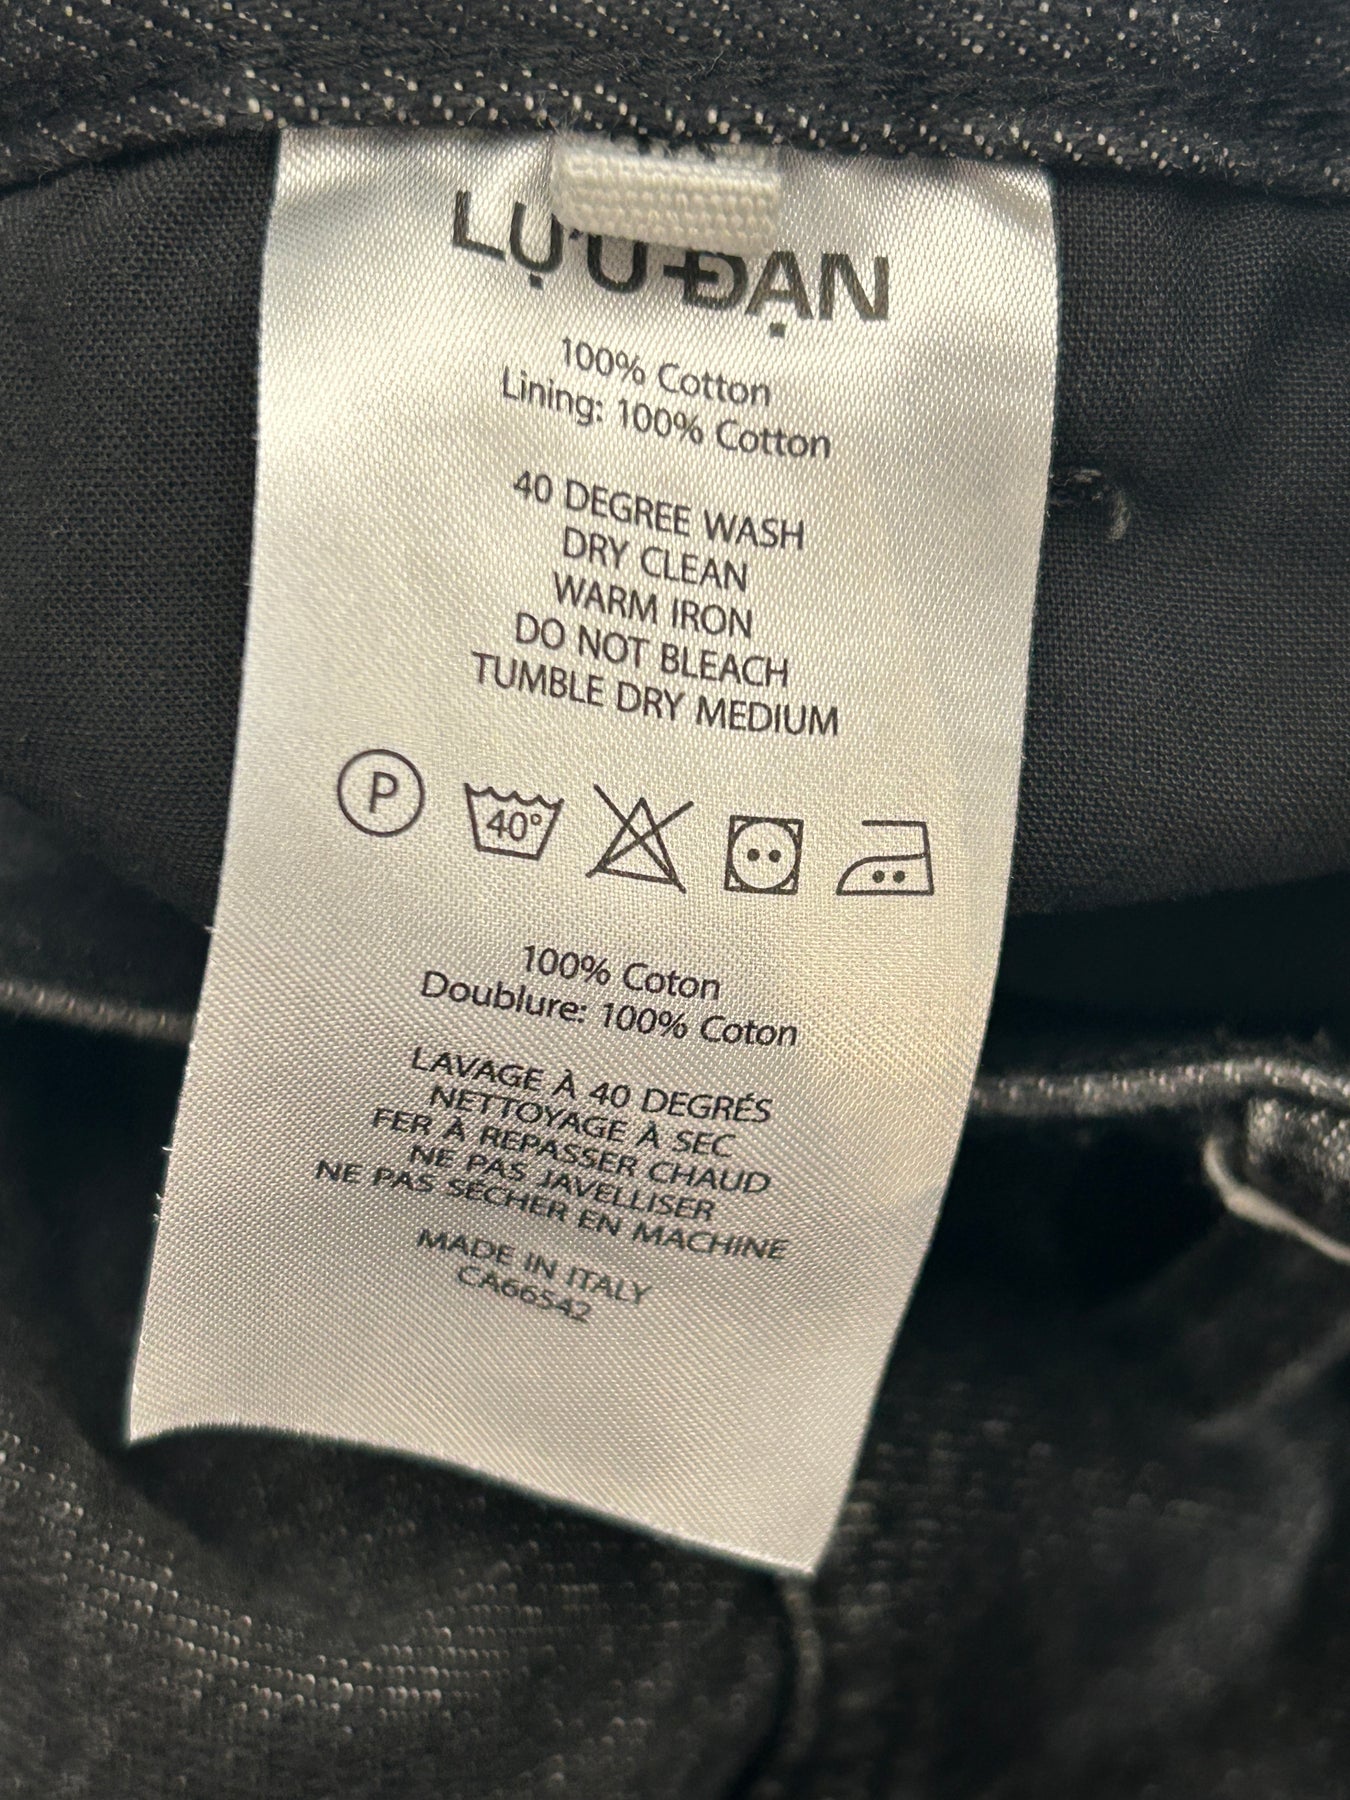 LỰU ĐẠN
100% Cotton
Lining: 100% Cotton
40 DEGREE WASH
DRY CLEAN
WARM IRON
DO NOT BLEACH
TUMBLE DRY MEDIUM
P 40°
100% Coton
Doublure: 100% Coton
LAVAGE À 40 DEGRÉS
NETTOYAGE À SEC
FER À REPASSER CHAUD
NE PAS JAVELLISER
NE PAS SÉCHER EN MACHINE
MADE IN ITALY
CA66542